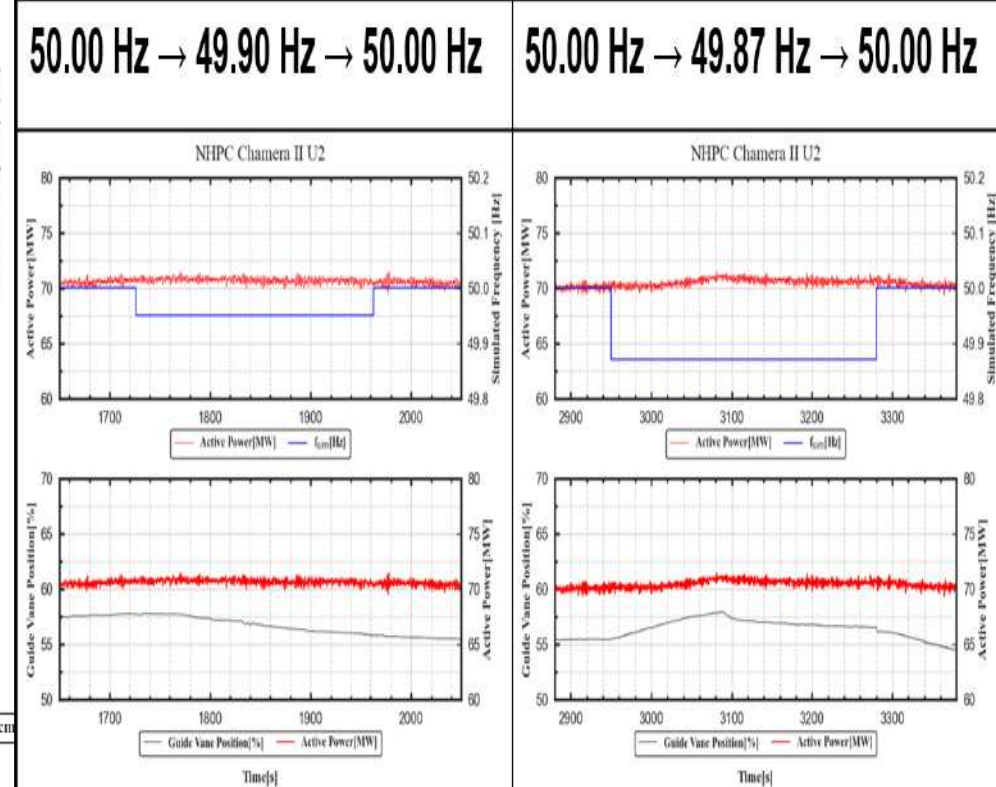 50.00 Hz → 49.90 Hz → 50.00 Hz
50.00 Hz → 49.87 Hz → 50.00 Hz
NHPC Chamera II U2
80
75
70
65
60
Active Power[MW]
50.2
50.1
50.0
49.9
49.8
Simulated Frequency [Hz]
1700 1800 1900 2000
Active Power[MW] f [Hz]
NHPC Chamera II U2
80
75
70
65
60
Active Power[MW]
50.2
50.1
50.0
49.9
49.8
Simulated Frequency [Hz]
2900 3000 3100 3200 3300
Active Power[MW] f [Hz]
70
65
60
55
50
Guide Vane Position[%]
80
75
70
65
60
Active Power[MW]
1700 1800 1900 2000
Guide Vane Position[%] Active Power[MW]
Time[s]
70
65
60
55
50
Guide Vane Position[%]
80
75
70
65
60
Active Power[MW]
2900 3000 3100 3200 3300
Guide Vane Position[%] Active Power[MW]
Time[s]